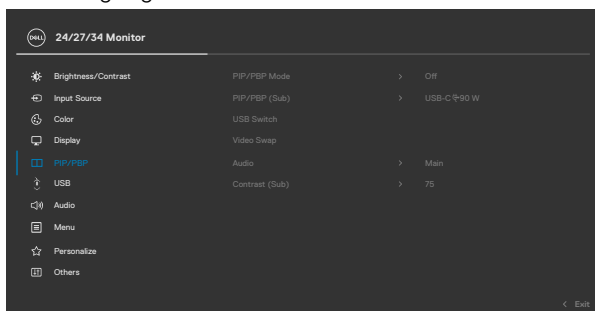 DELL 24/27/34 Monitor
Brightness/Contrast PIP/PBP Mode > Off
Input Source PIP/PBP (Sub) > USB-C 90 W
Color USB Switch
Display Video Swap
PIP/PBP Audio > Main
USB Contrast (Sub) > 75
Audio
Menu
Personalize
Others
< Exit